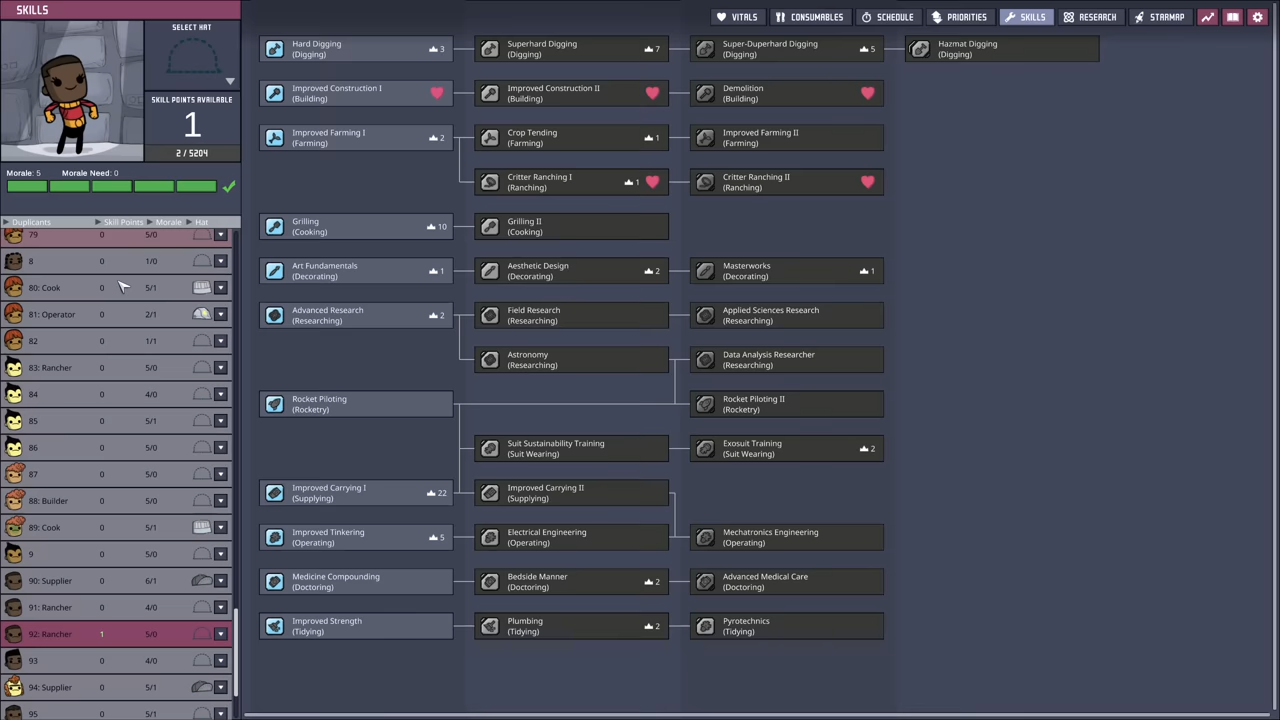 SKILLS
VITALS
CONSUMABLES
SCHEDULE
PRIORITIES
SKILLS
RESEARCH
STARMAP
SELECT HAT
SKILL POINTS
AVAILABLE
1
2 / 5204
Morale: 5
Morale Need: 0
Duplicants
Skill Points
Morale
Hat
79 0 5/0
8 0 1/0
80: Cook 0 5/1
81: Operator 0 2/1
82 0 1/1
83: Rancher 0 5/0
84 0 4/0
85 0 5/1
86 0 5/0
87 0 5/0
88: Builder 0 5/0
89: Cook 0 5/1
9 0 5/0
90: Supplier 0 6/1
91: Rancher 0 4/0
92: Rancher 1 5/0
93 0 4/0
94: Supplier 0 5/1
95 0 5/1
Hard Digging
(Digging)
3
Superhard Digging
(Digging)
7
Super-Duperhard Digging
(Digging)
5
Hazmat Digging
(Digging)
Improved Construction I
(Building)
Improved Construction II
(Building)
Demolition
(Building)
Improved Farming I
(Farming)
2
Crop Tending
(Farming)
1
Improved Farming II
(Farming)
Critter Ranching I
(Ranching)
1
Critter Ranching II
(Ranching)
Grilling
(Cooking)
10
Grilling II
(Cooking)
Art Fundamentals
(Decorating)
1
Aesthetic Design
(Decorating)
2
Masterworks
(Decorating)
1
Advanced Research
(Researching)
2
Field Research
(Researching)
Applied Sciences Research
(Researching)
Astronomy
(Researching)
Data Analysis Researcher
(Researching)
Rocket Piloting
(Rocketry)
Rocket Piloting II
(Rocketry)
Suit Sustainability Training
(Suit Wearing)
Exosuit Training
(Suit Wearing)
2
Improved Carrying I
(Supplying)
22
Improved Carrying II
(Supplying)
Improved Tinkering
(Operating)
5
Electrical Engineering
(Operating)
Mechatronics Engineering
(Operating)
Medicine Compounding
(Doctoring)
Bedside Manner
(Doctoring)
2
Advanced Medical Care
(Doctoring)
Improved Strength
(Tidying)
Plumbing
(Tidying)
2
Pyrotechnics
(Tidying)